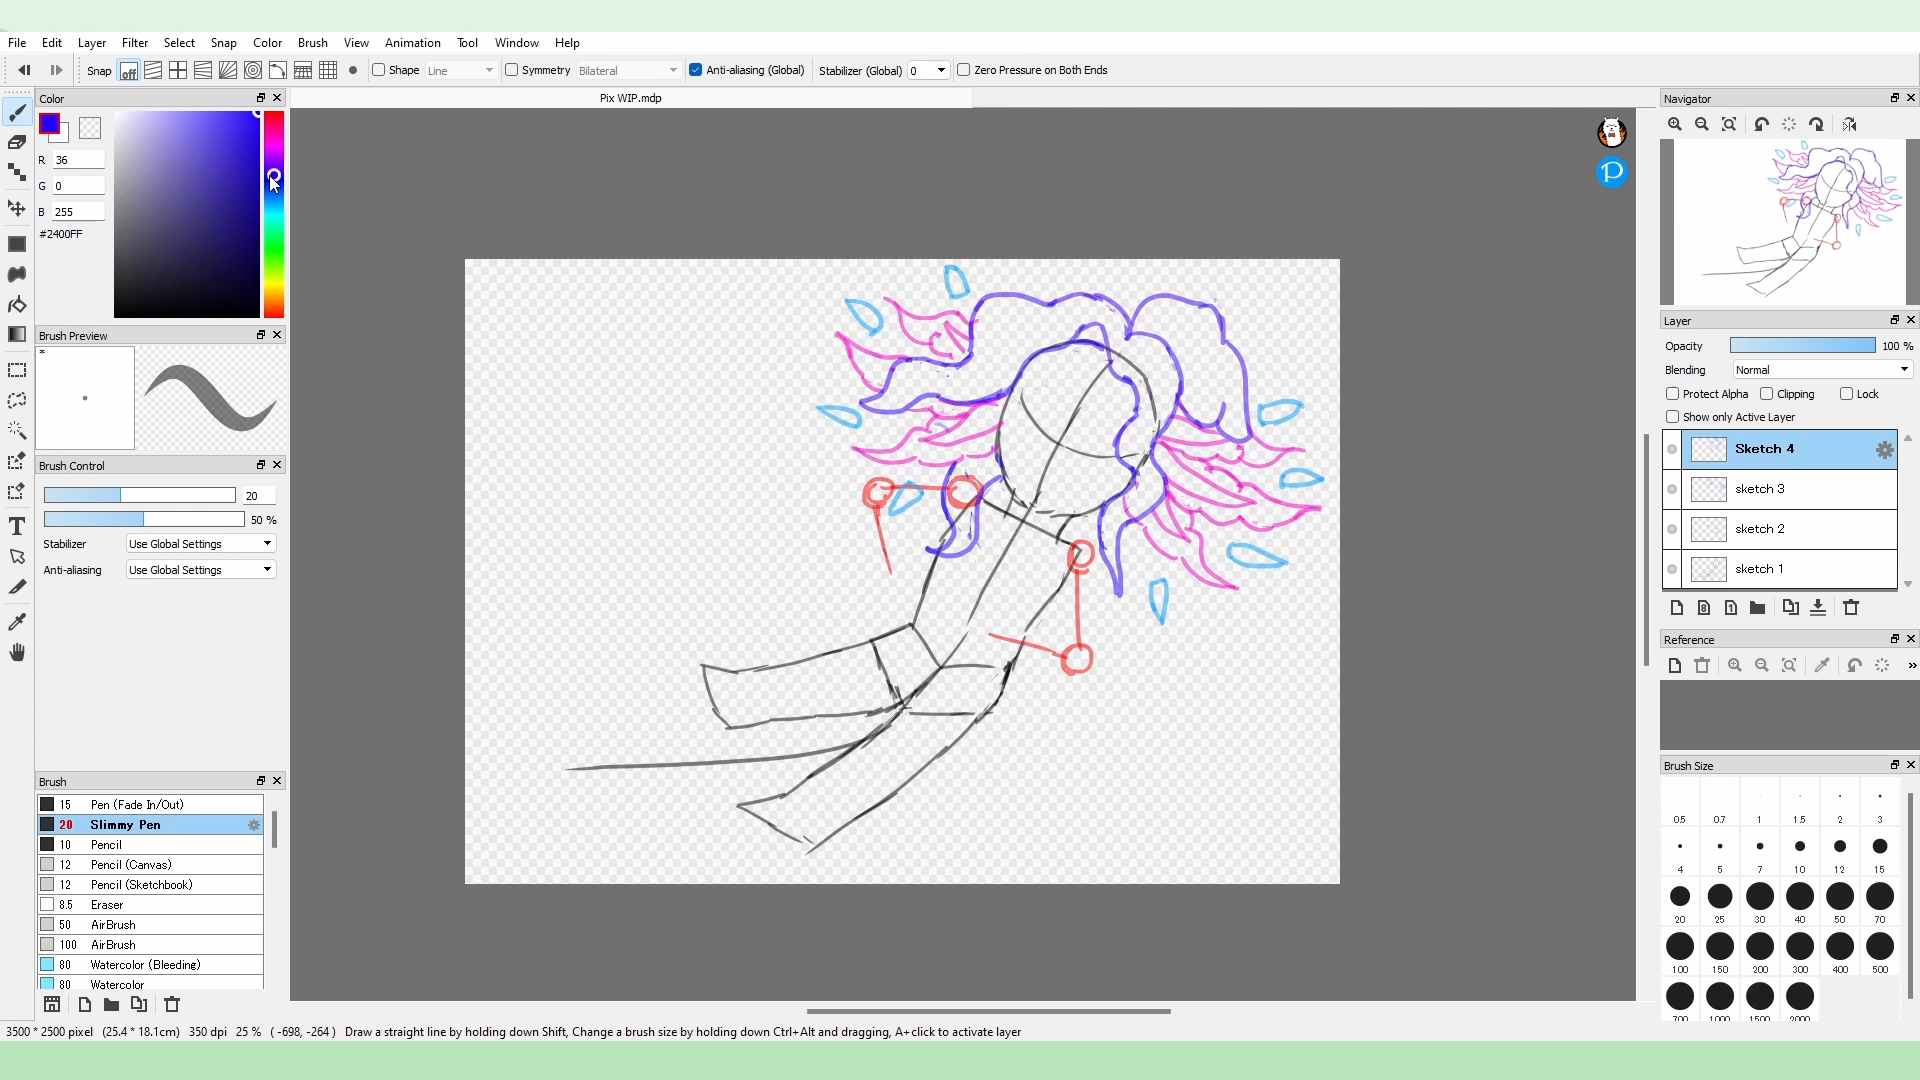 File Edit Layer Filter Select Snap Color Brush View Animation Tool Window Help
Snap off Shape Line Symmetry Bilateral Anti-aliasing (Global) Stabilizer (Global) 0 Zero Pressure on Both Ends
Color
Pix WIP.mdp
R 36
G 0
B 255
#2400FF
Brush Preview
*
Brush Control
20
50 %
Stabilizer Use Global Settings
Anti-aliasing Use Global Settings
Brush
15 Pen (Fade In/Out)
20 Slimmy Pen
10 Pencil
12 Pencil (Canvas)
12 Pencil (Sketchbook)
8.5 Eraser
50 AirBrush
100 AirBrush
80 Watercolor (Bleeding)
80 Watercolor
P
Navigator
Layer
Opacity 100 %
Blending Normal
Protect Alpha Clipping Lock
Show only Active Layer
Sketch 4
sketch 3
sketch 2
sketch 1
8 1
Reference
»
Brush Size
0.5 0.7 1 1.5 2 3
4 5 7 10 12 15
20 25 30 40 50 70
100 150 200 300 400 500
700 1000 1500 2000
3500 * 2500 pixel (25.4 * 18.1cm) 350 dpi 25 % ( -698, -264 ) Draw a straight line by holding down Shift, Change a brush size by holding down Ctrl+Alt and dragging, A+click to activate layer